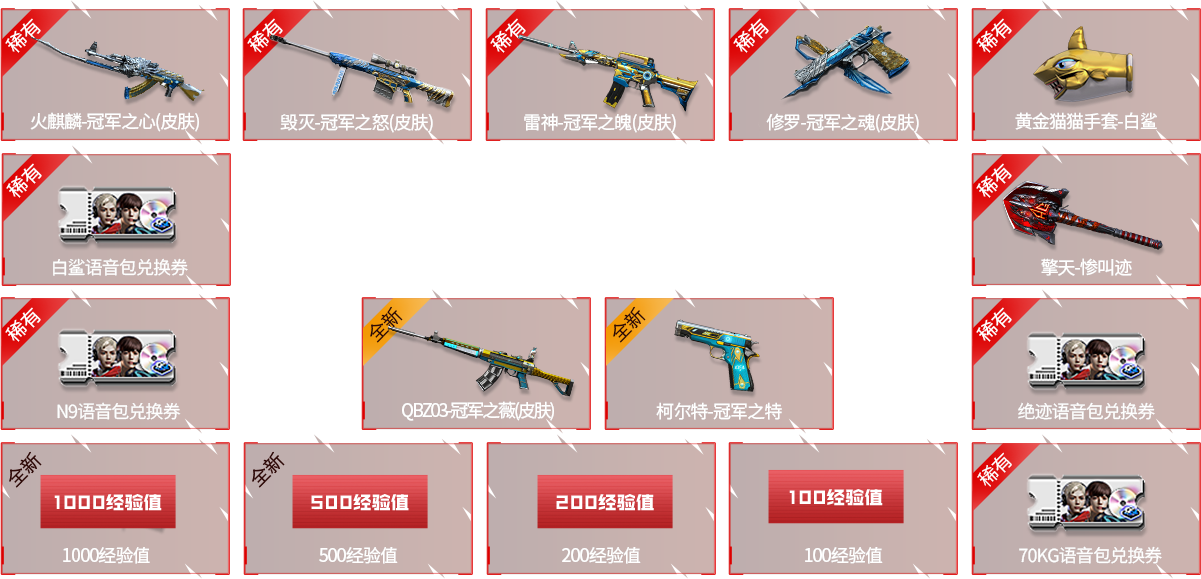 稀有
火麒麟-冠军之心(皮肤)
稀有
毁灭-冠军之怒(皮肤)
稀有
雷神-冠军之魄(皮肤)
稀有
修罗-冠军之魂(皮肤)
稀有
黄金猫猫手套-白鲨
稀有
白鲨语音包兑换券
稀有
擎天-惨叫迹
稀有
N9语音包兑换券
全新
QBZ03-冠军之薇(皮肤)
全新
柯尔特-冠军之特
稀有
绝迹语音包兑换券
全新
1000经验值
1000经验值
全新
500经验值
500经验值
200经验值
200经验值
100经验值
100经验值
稀有
70KG语音包兑换券